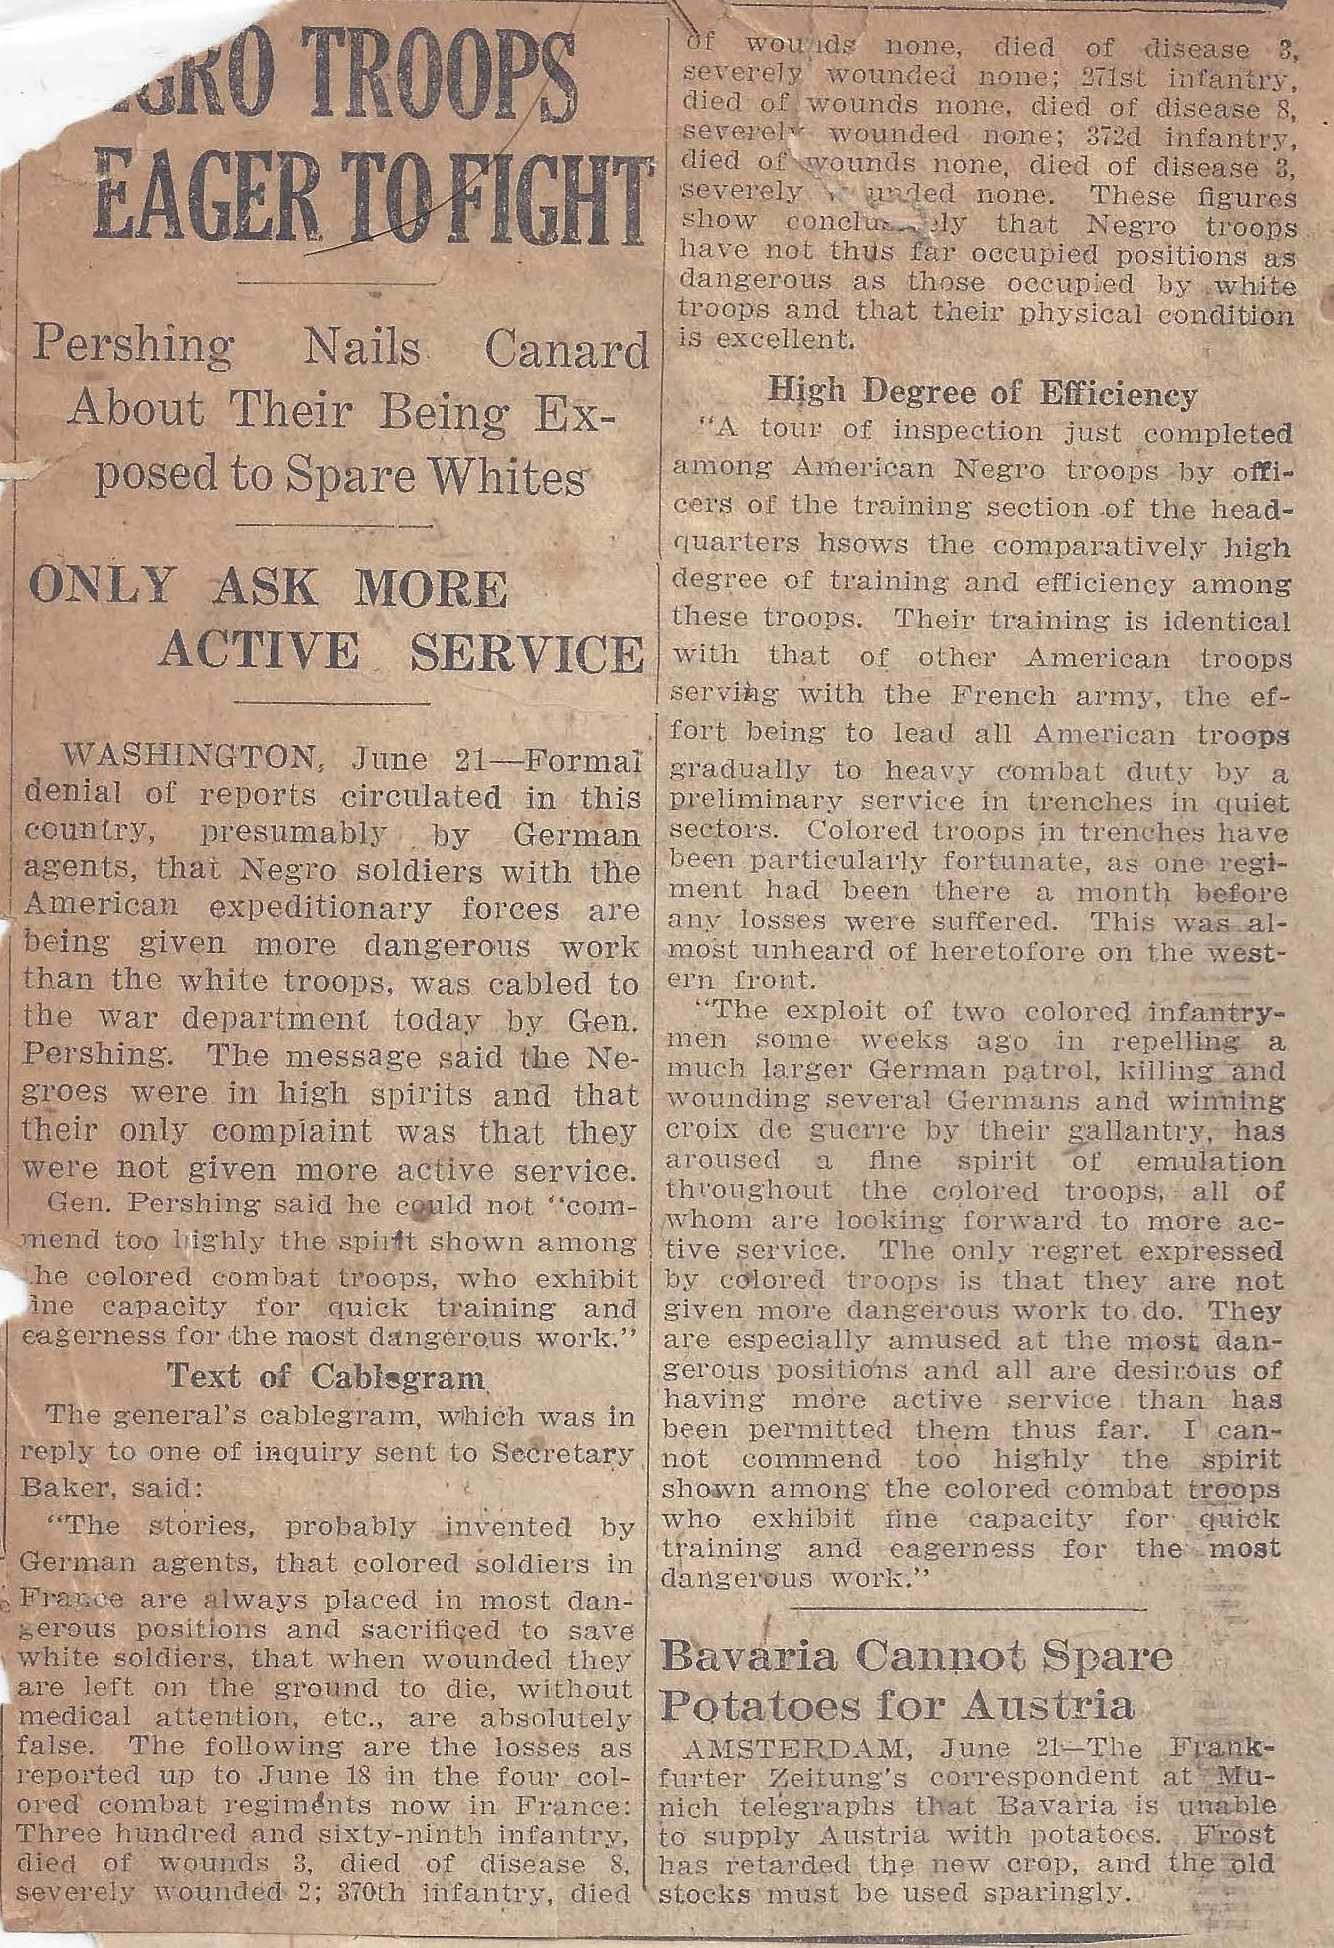 GRO TROOPS
EAGER TO FIGHT
Pershing Nails Canard
About Their Being Ex-
posed to Spare Whites
ONLY ASK MORE
ACTIVE SERVICE
WASHINGTON, June 21—Formal
denial of reports circulated in this
country, presumably by German
agents, that Negro soldiers with the
American expeditionary forces are
being given more dangerous work
than the white troops, was cabled to
the war department today by Gen.
Pershing. The message said the Ne-
groes were in high spirits and that
their only complaint was that they
were not given more active service.
Gen. Pershing said he could not "com-
mend too highly the spirit shown among
he colored combat troops, who exhibit
ine capacity for quick training and
eagerness for the most dangerous work."
Text of Cablegram
The general's cablegram, which was in
reply to one of inquiry sent to Secretary
Baker, said:
"The stories, probably invented by
German agents, that colored soldiers in
France are always placed in most dan-
gerous positions and sacrificed to save
white soldiers, that when wounded they
are left on the ground to die, without
medical attention, etc., are absolutely
false. The following are the losses as
reported up to June 18 in the four col-
ored combat regiments now in France:
Three hundred and sixty-ninth infantry,
died of wounds 3, died of disease 8,
severely wounded 2; 370th infantry, died
of wounds none, died of disease 3,
severely wounded none; 271st infantry,
died of wounds none, died of disease 8,
severely wounded none; 372d infantry,
died of wounds none, died of disease 3,
severely wounded none. These figures
show conclusively that Negro troops
have not thus far occupied positions as
dangerous as those occupied by white
troops and that their physical condition
is excellent.
High Degree of Efficiency
"A tour of inspection just completed
among American Negro troops by offi-
cers of the training section of the head-
quarters hsows the comparatively high
degree of training and efficiency among
these troops. Their training is identical
with that of other American troops
serving with the French army, the ef-
fort being to lead all American troops
gradually to heavy combat duty by a
preliminary service in trenches in quiet
sectors. Colored troops in trenches have
been particularly fortunate, as one regi-
ment had been there a month before
any losses were suffered. This was al-
most unheard of heretofore on the west-
ern front.
"The exploit of two colored infantry-
men some weeks ago in repelling a
much larger German patrol, killing and
wounding several Germans and winning
croix de guerre by their gallantry, has
aroused a fine spirit of emulation
throughout the colored troops, all of
whom are looking forward to more ac-
tive service. The only regret expressed
by colored troops is that they are not
given more dangerous work to do. They
are especially amused at the most dan-
gerous positions and all are desirous of
having more active service than has
been permitted them thus far. I can-
not commend too highly the spirit
shown among the colored combat troops
who exhibit fine capacity for quick
training and eagerness for the most
dangerous work."
Bavaria Cannot Spare
Potatoes for Austria
AMSTERDAM, June 21—The Frank-
furter Zeitung's correspondent at Mu-
nich telegraphs that Bavaria is unable
to supply Austria with potatoes. Frost
has retarded the new crop, and the old
stocks must be used sparingly.